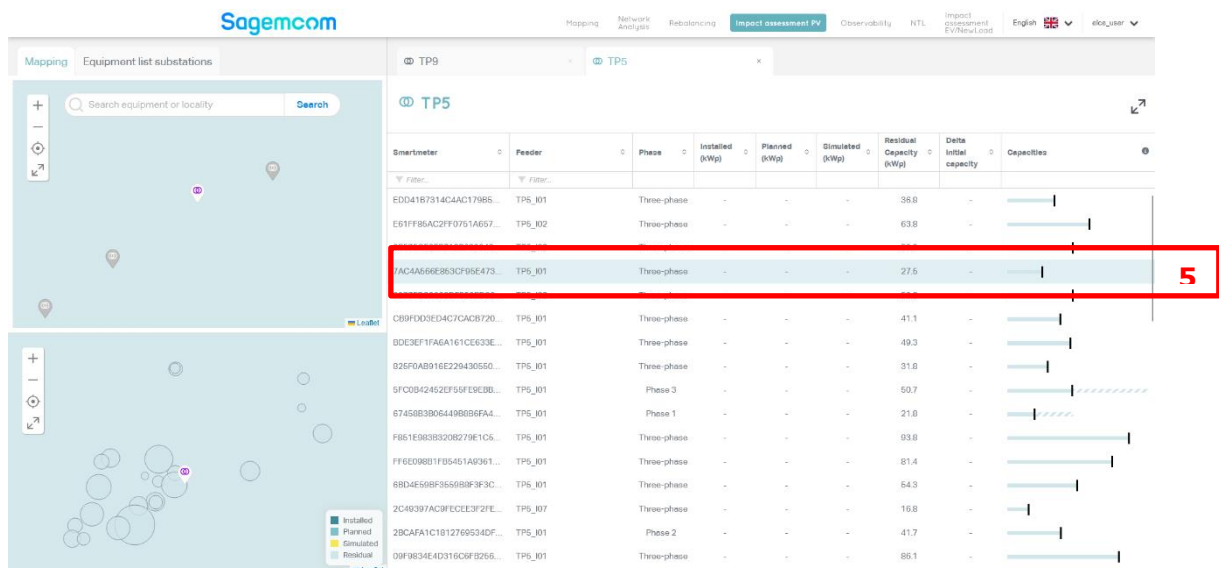 Sagemcom
Mapping Network Analysis Rebalancing Impact assessment PV Observability NTL Impact assessment EV/NewLoad English elce_user
Mapping Equipment list substations
TP9 × TP5 ×
Search equipment or locality Search
TP5
Smartmeter Feeder Phase Installed (kWp) Planned (kWp) Simulated (kWp) Residual Capacity (kWp) Delta initial capacity Capacities
Filter... Filter...
EDD41B7314C4AC179B5... TP5_I01 Three-phase - - - 36.8 -
E61FF85AC2FF0751A657... TP5_I02 Three-phase - - - 63.8 -
7AC4A566E853CF95E473... TP5_I01 Three-phase - - - 27.5 -
5
CB9FDD3ED4C7CACB720... TP5_I01 Three-phase - - - 41.1 -
BDE3EF1FA6A161CE633E... TP5_I01 Three-phase - - - 49.3 -
B25F0AB916E229430550... TP5_I01 Three-phase - - - 31.8 -
5FC0B42452EF55FE9EBB... TP5_I01 Phase 3 - - - 50.7 -
67458B3B06449B8B6FA4... TP5_I01 Phase 1 - - - 21.8 -
F851E983B320B279E1C5... TP5_I01 Three-phase - - - 93.8 -
FF6E098B1FB5451A9361... TP5_I01 Three-phase - - - 81.4 -
68D4E59BF3559B8F3F3C... TP5_I01 Three-phase - - - 54.3 -
2C49397AC9FECEE3F2FE... TP5_I07 Three-phase - - - 16.8 -
2BCAFA1C1812769534DF... TP5_I01 Phase 2 - - - 41.7 -
09F9834E4D316C6FB256... TP5_I01 Three-phase - - - 86.1 -
Leaflet
Installed
Planned
Simulated
Residual